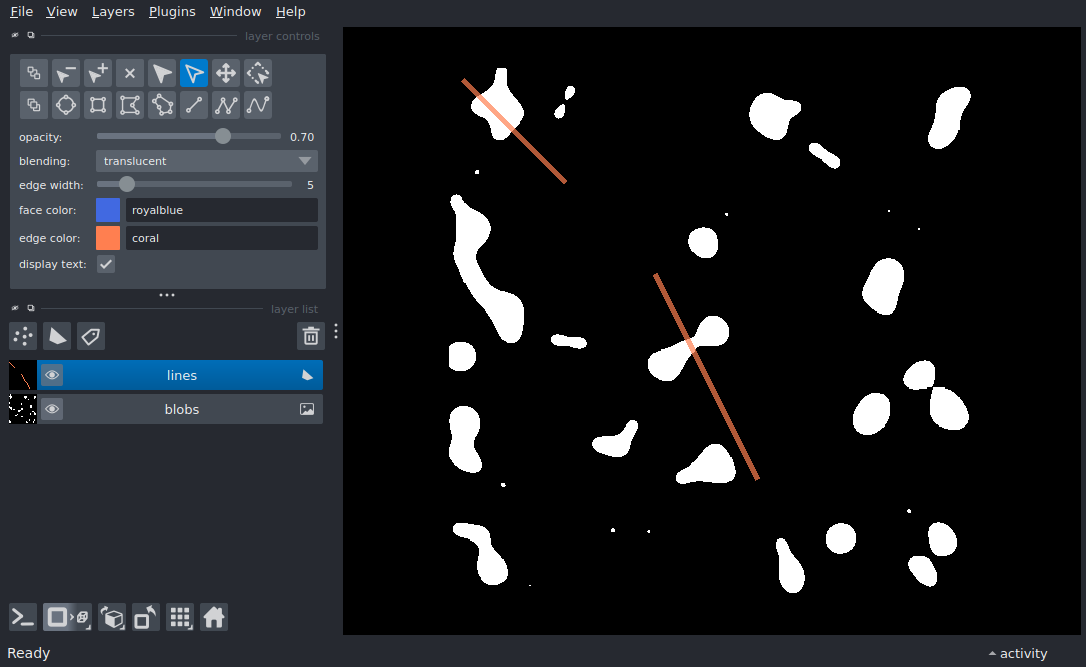 File View Layers Plugins Window Help
layer controls
opacity: 0.70
blending: translucent
edge width: 5
face color: royalblue
edge color: coral
display text:
layer list
lines
blobs
Ready
activity